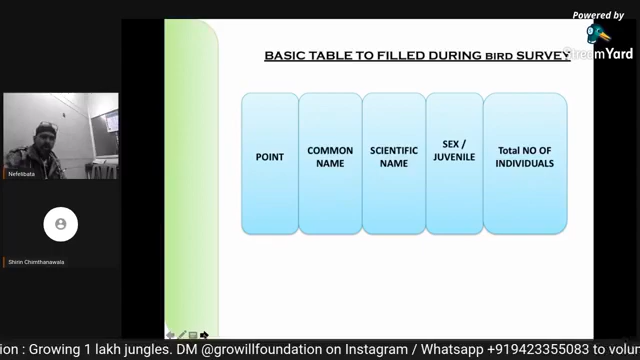 Powered by
StreamYard
BASIC TABLE TO FILLED DURING BIRD SURVEY
POINT
COMMON
NAME
SCIENTIFIC
NAME
SEX /
JUVENILE
Total NO OF
INDIVIDUALS
Nefelibata
Shirin Chimthanawala
ion : Growing 1 lakh jungles. DM @growillfoundation on Instagram / Whatsapp +919423355083 to volun